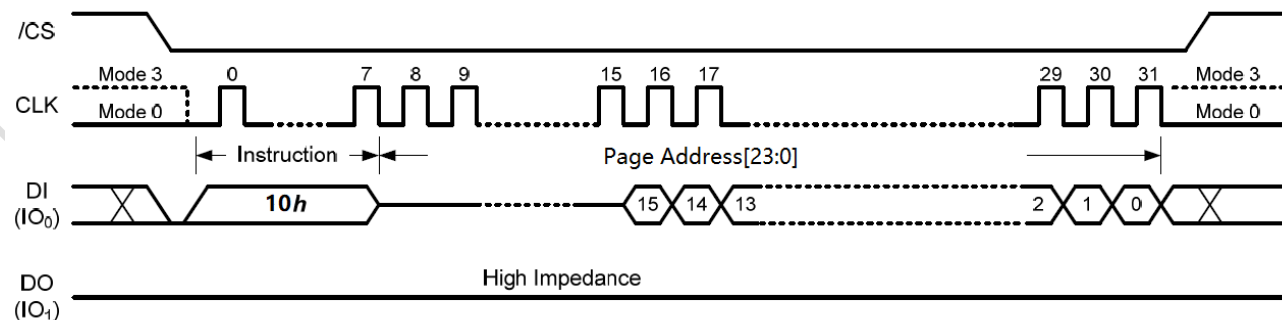 /CS
Mode 3 0 7 8 9 15 16 17 29 30 31 Mode 3
CLK Mode 0 Mode 0
Instruction Page Address[23:0]
DI 10h 15 14 13 2 1 0
(IO0)
High Impedance
DO
(IO1)